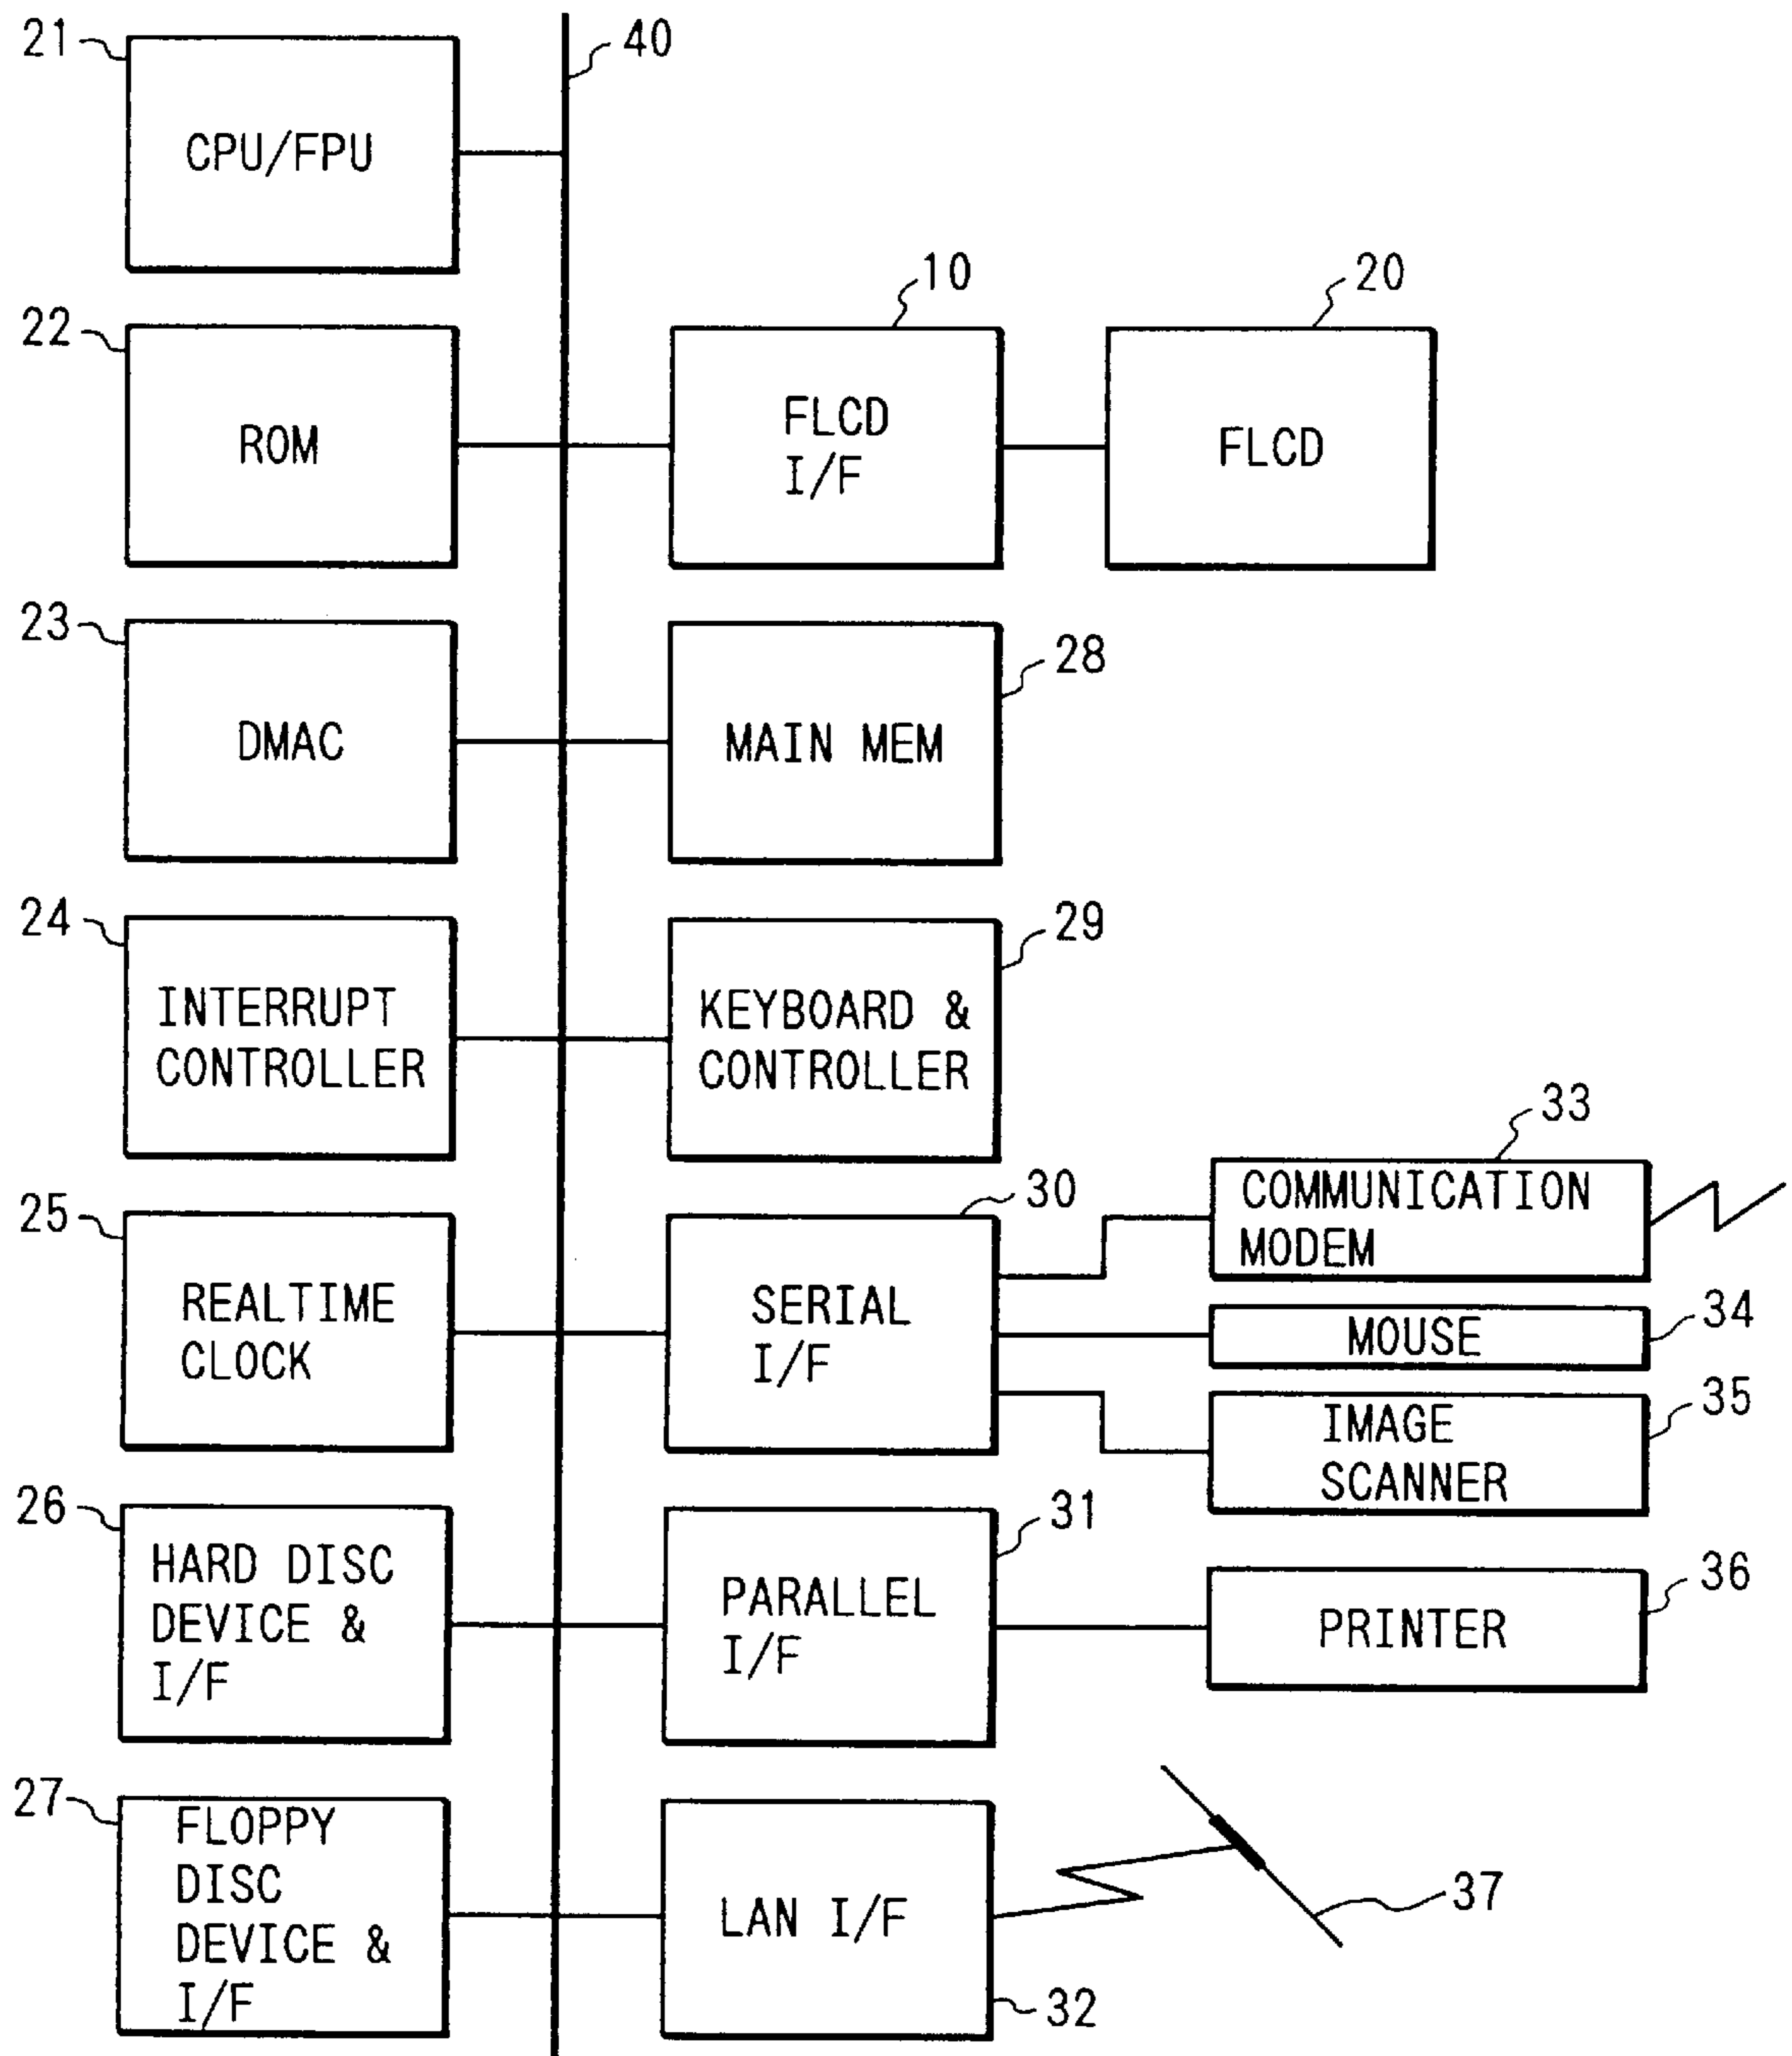 21
40
CPU/FPU
10
20
22
ROM
FLCD
I/F
FLCD
23
28
DMAC
MAIN MEM
24
29
INTERRUPT
CONTROLLER
KEYBOARD &
CONTROLLER
33
25
30
COMMUNICATION
MODEM
REALTIME
CLOCK
SERIAL
I/F
34
MOUSE
35
IMAGE
SCANNER
26
31
HARD DISC
DEVICE &
I/F
PARALLEL
I/F
36
PRINTER
27
FLOPPY
DISC
DEVICE &
I/F
LAN I/F
37
32